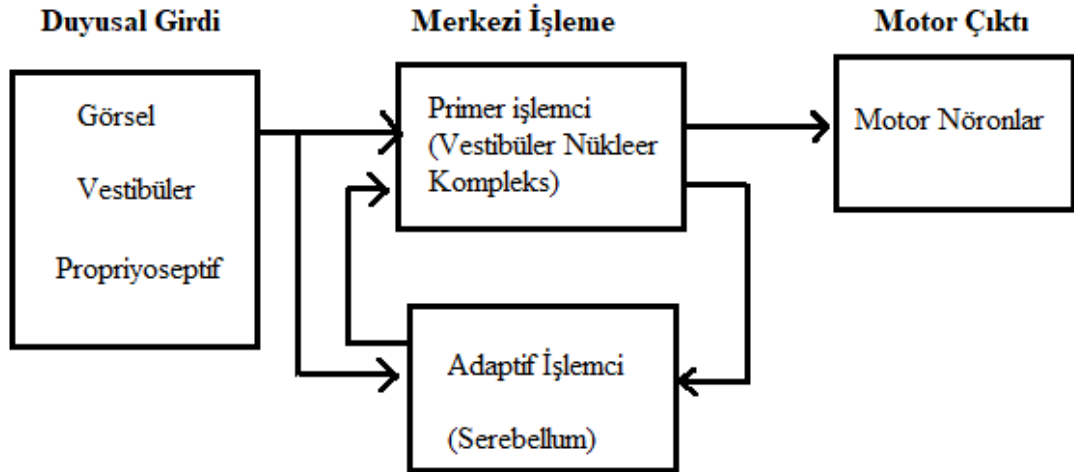 Duyusal Girdi
Merkezi İşleme
Motor Çıktı
Görsel
Vestibüler
Propriyoseptif
Primer işlemci
(Vestibüler Nükleer
Kompleks)
Motor Nöronlar
Adaptif İşlemci
(Serebellum)